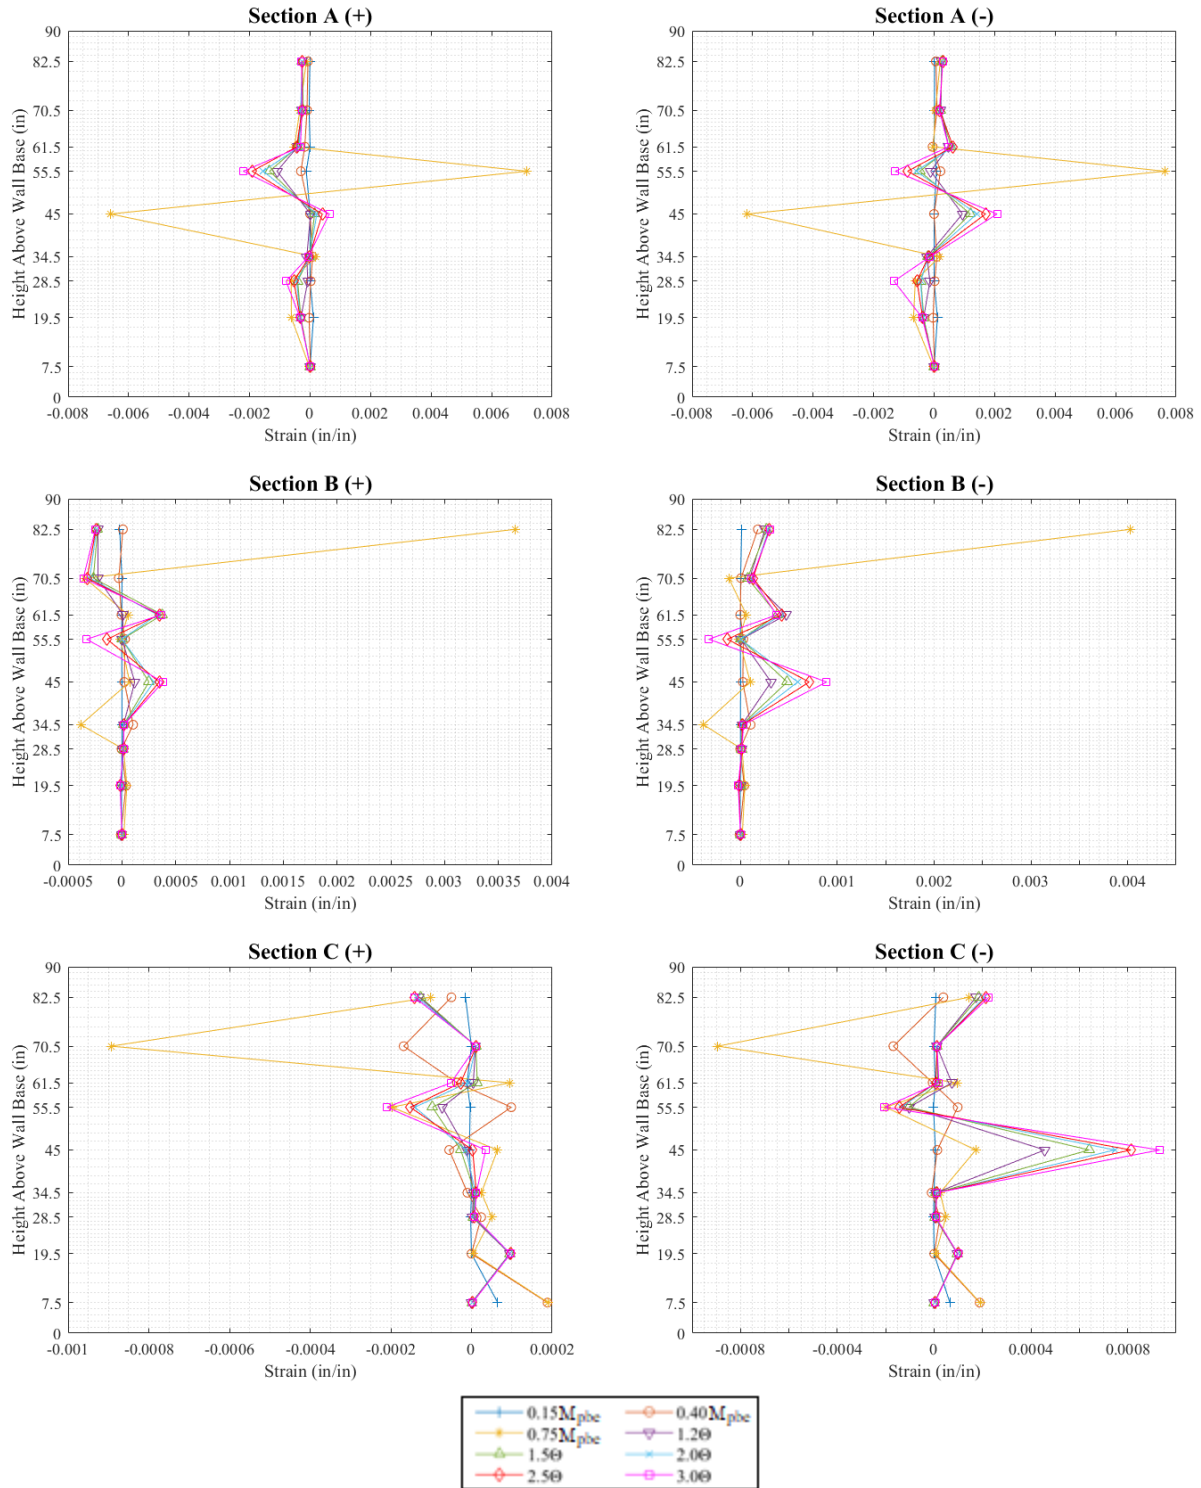 Section A (+)
Height Above Wall Base (in)
90
82.5
70.5
61.5
55.5
45
34.5
28.5
19.5
7.5
0
-0.008 -0.006 -0.004 -0.002 0 0.002 0.004 0.006 0.008
Strain (in/in)
Section A (-)
Height Above Wall Base (in)
90
82.5
70.5
61.5
55.5
45
34.5
28.5
19.5
7.5
0
-0.008 -0.006 -0.004 -0.002 0 0.002 0.004 0.006 0.008
Strain (in/in)
Section B (+)
Height Above Wall Base (in)
90
82.5
70.5
61.5
55.5
45
34.5
28.5
19.5
7.5
0
-0.0005 0 0.0005 0.001 0.0015 0.002 0.0025 0.003 0.0035 0.004
Strain (in/in)
Section B (-)
Height Above Wall Base (in)
90
82.5
70.5
61.5
55.5
45
34.5
28.5
19.5
7.5
0
0 0.001 0.002 0.003 0.004
Strain (in/in)
Section C (+)
Height Above Wall Base (in)
90
82.5
70.5
61.5
55.5
45
34.5
28.5
19.5
7.5
0
-0.001 -0.0008 -0.0006 -0.0004 -0.0002 0 0.0002
Strain (in/in)
Section C (-)
Height Above Wall Base (in)
90
82.5
70.5
61.5
55.5
45
34.5
28.5
19.5
7.5
0
-0.0008 -0.0004 0 0.0004 0.0008
Strain (in/in)
0.15Mpbe 0.40Mpbe
0.75Mpbe 1.2Θ
1.5Θ 2.0Θ
2.5Θ 3.0Θ